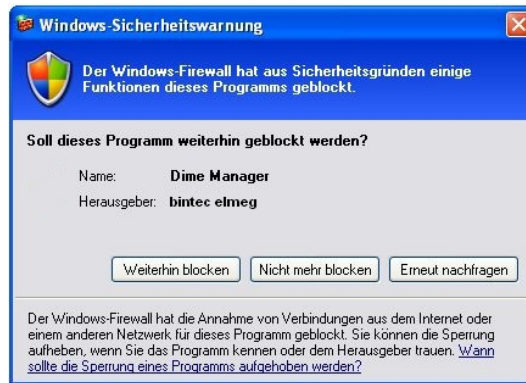 Windows-Sicherheitswarnung
Der Windows-Firewall hat aus Sicherheitsgründen einige
Funktionen dieses Programms geblockt.
Soll dieses Programm weiterhin geblockt werden?
Name: Dime Manager
Herausgeber: bintec elmeg
Weiterhin blocken Nicht mehr blocken Erneut nachfragen
Der Windows-Firewall hat die Annahme von Verbindungen aus dem Internet oder
einem anderen Netzwerk für dieses Programm geblockt. Sie können die Sperrung
aufheben, wenn Sie das Programm kennen oder dem Herausgeber trauen. Wann
sollte die Sperrung eines Programms aufgehoben werden?